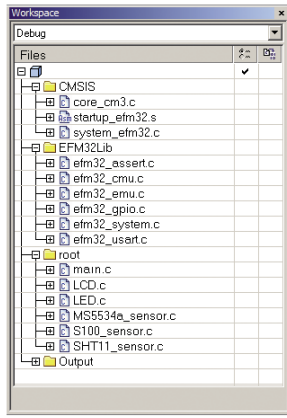 Workspace
Debug
Files
CMSIS
core_cm3.c
startup_efm32.s
system_efm32.c
EFM32Lib
efm32_assert.c
efm32_cmu.c
efm32_emu.c
efm32_gpio.c
efm32_system.c
efm32_usart.c
root
main.c
LCD.c
LED.c
MS5534a_sensor.c
S100_sensor.c
SHT11_sensor.c
Output